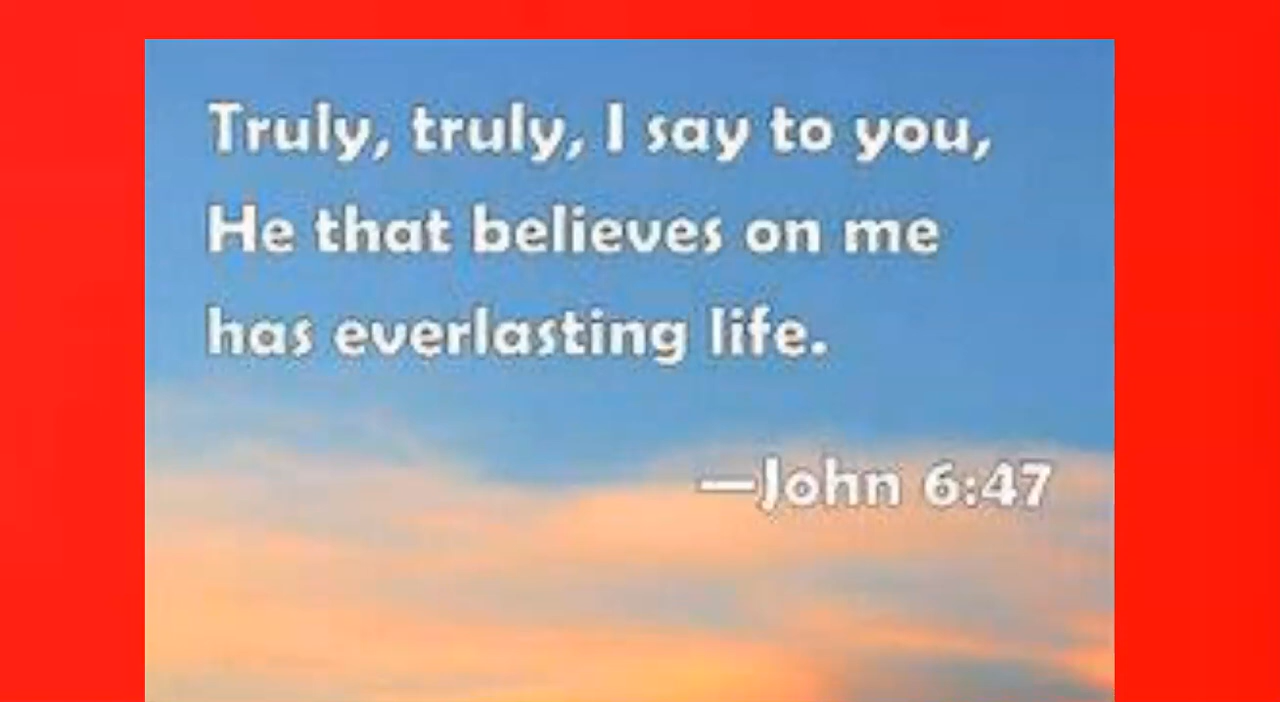 Truly, truly, I say to you,
He that believes on me
has everlasting life.
—John 6:47